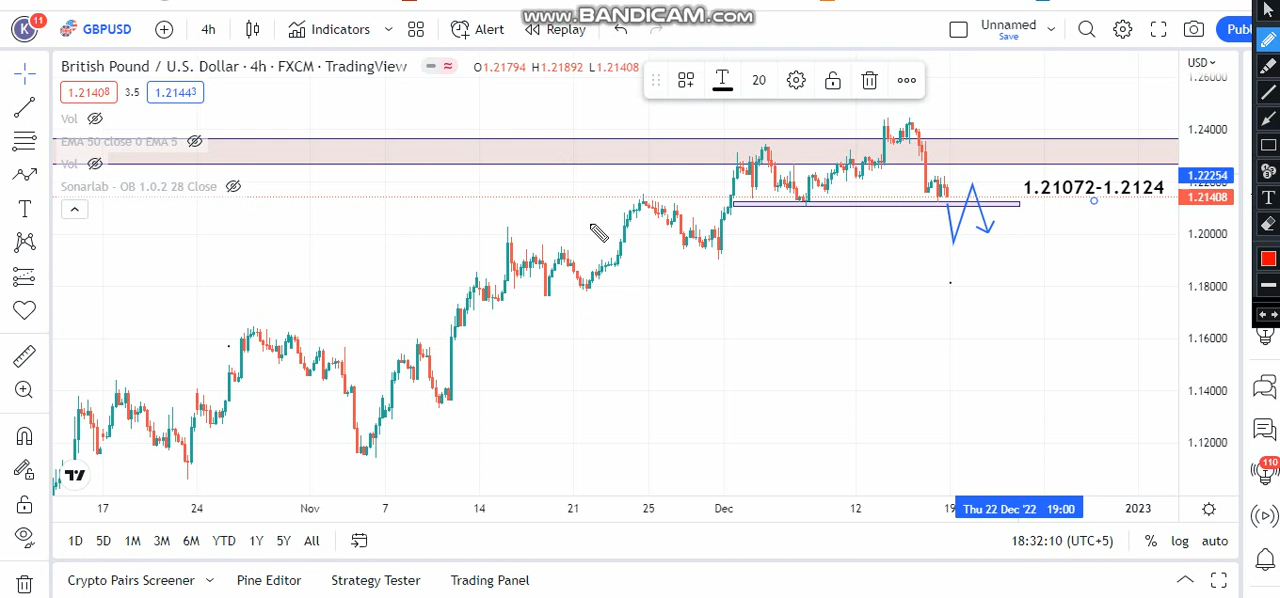 www.BANDICAM.com
K 11 GBPUSD 4h Indicators Alert Replay Unnamed Save Publ
British Pound / U.S. Dollar · 4h · FXCM · TradingView O1.21794 H1.21892 L1.21408
T 20
USD
1.21408 3.5 1.21443
Vol
EMA 50 close 0 EMA 5
Vol
Sonarlab - OB 1.0.2 28 Close
1.21072-1.2124
1.26000
1.24000
1.22254
1.21408
1.20000
1.18000
1.16000
1.14000
1.12000
17 24 Nov 7 14 21 25 Dec 12 19 Thu 22 Dec '22 19:00 2023
1D 5D 1M 3M 6M YTD 1Y 5Y All 18:32:10 (UTC+5) % log auto
Crypto Pairs Screener Pine Editor Strategy Tester Trading Panel
110